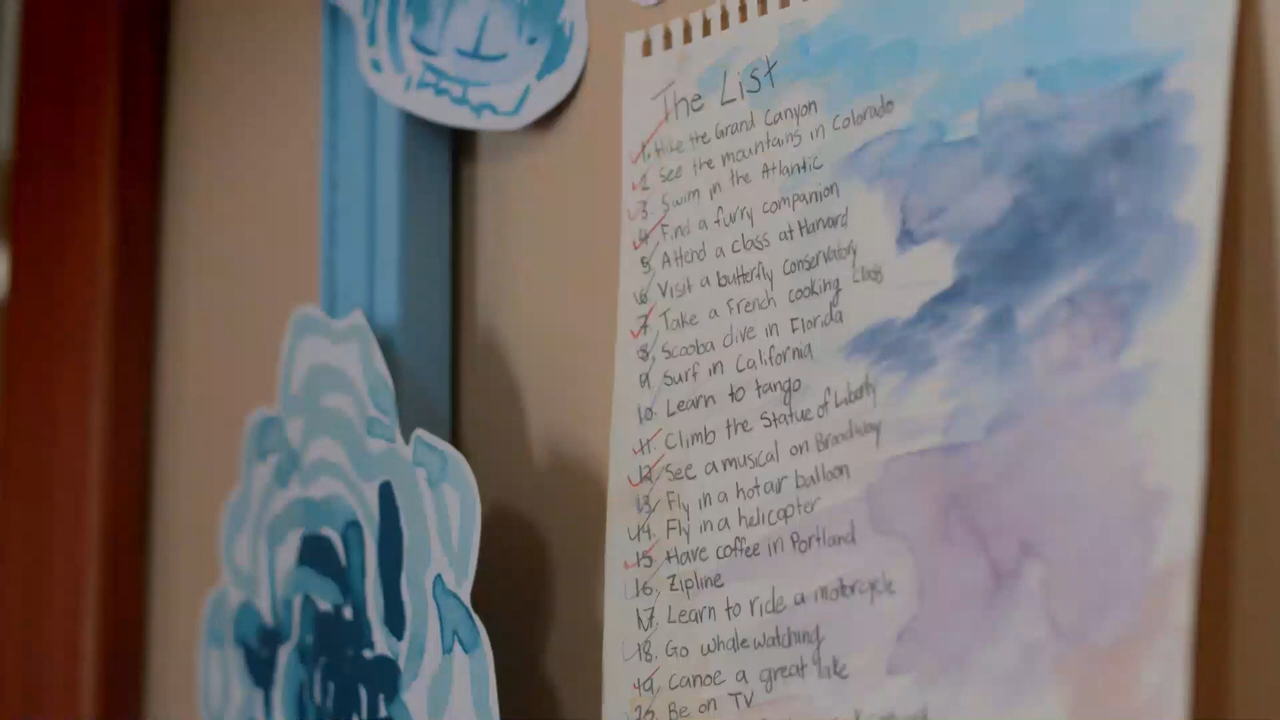 The List
1. Hike the Grand Canyon
2 See the mountains in Colorado
3. Swim in the Atlantic
4 Find a furry companion
5. Attend a class at Harvard
6. Visit a butterfly conservatory
7. Take a French cooking class
8. Scooba dive in Florida
9. Surf in California
10. Learn to tango
11. Climb the Statue of Liberty
12. See a musical on Broadway
13. Fly in a hot air balloon
14. Fly in a helicopter
15. Have coffee in Portland
16. Zipline
17. Learn to ride a motorcycle
18. Go whale watching
19. Canoe a great lake
20. Be on TV